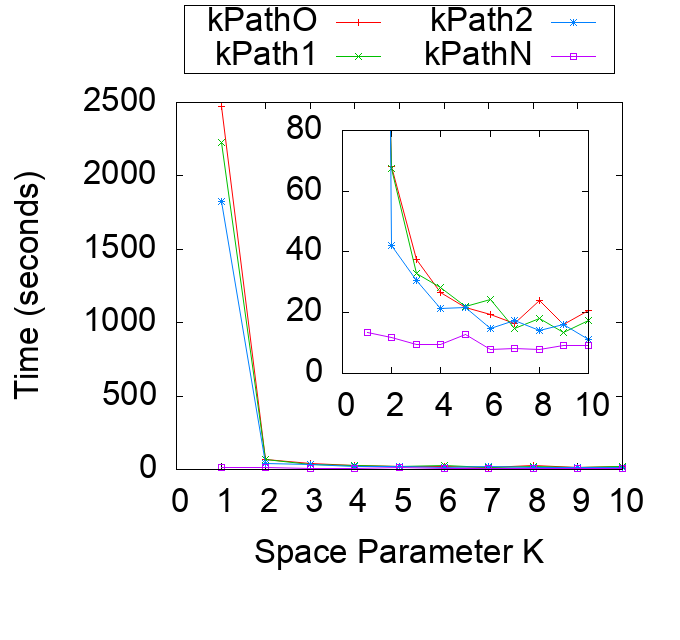 kPathO kPath2
kPath1 kPathN
Time (seconds)
2500
2000
1500
1000
500
0
80
60
40
20
0
0 2 4 6 8 10
0 1 2 3 4 5 6 7 8 9 10
Space Parameter K